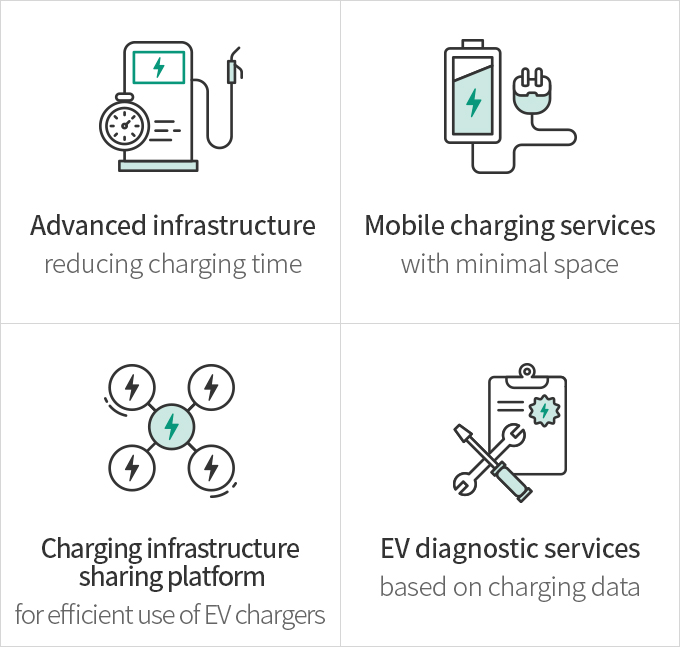 Advanced infrastructure
reducing charging time
Mobile charging services
with minimal space
Charging infrastructure
sharing platform
for efficient use of EV chargers
EV diagnostic services
based on charging data